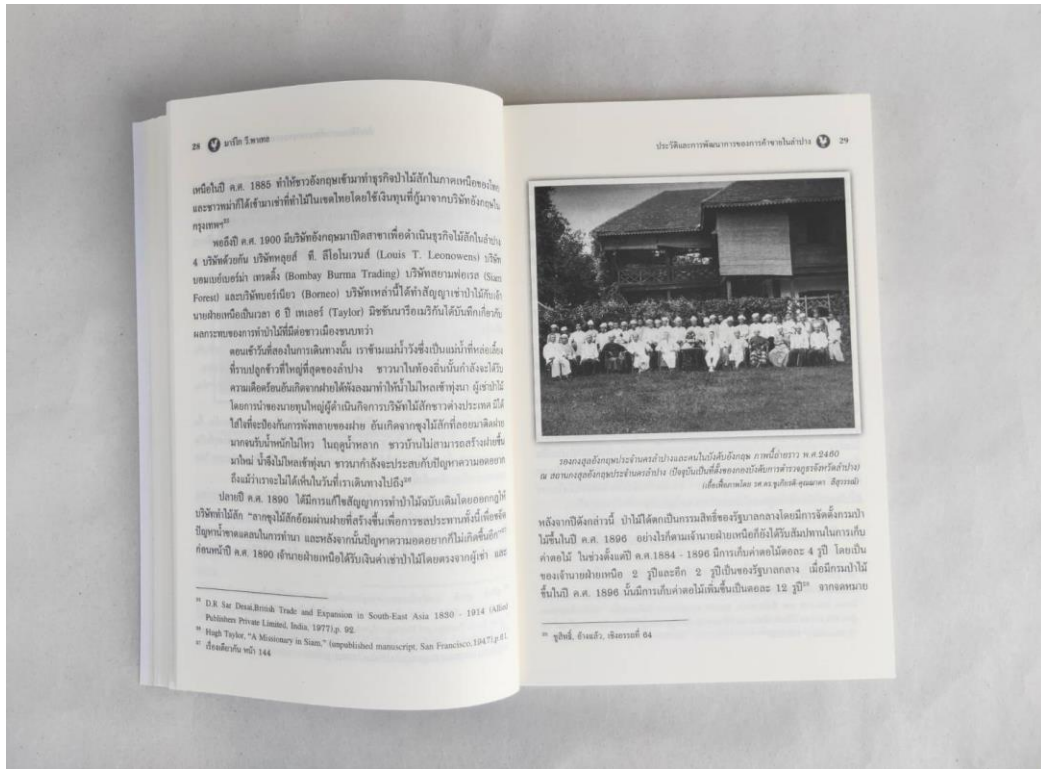 28 มาร์โก วี.พาเทล
เหนือในปี ค.ศ. 1885 ทำให้ชาวอังกฤษเข้ามาทำธุรกิจป่าไม้สักในภาคเหนือของไทย
และชาวพม่าก็ได้เข้ามาเช่าที่ทำไม้ในเขตไทยโดยใช้เงินทุนที่กู้มาจากบริษัทอังกฤษใน
กรุงเทพฯ
พอถึงปี ค.ศ. 1900 มีบริษัทอังกฤษมาเปิดสาขาเพื่อดำเนินธุรกิจไม้สักในลำปาง
4 บริษัทด้วยกัน บริษัทหลุยส์ ที. ลีโอโนเวนส์ (Louis T. Leonowens) บริษัท
บอมเบย์เบอร์ม่า เทรดดิ้ง (Bombay Burma Trading) บริษัทสยามฟอเรส (Siam
Forest) และบริษัทบอร์เนียว (Borneo) บริษัทเหล่านี้ได้ทำสัญญาเช่าป่าไม้กับเจ้า
นายฝ่ายเหนือเป็นเวลา 6 ปี เทเลอร์ (Taylor) มิชชันนารีอเมริกันได้บันทึกเกี่ยวกับ
ผลกระทบของการทำป่าไม้ที่มีต่อชาวเมืองชนบทว่า
ตอนเช้าวันที่สองในการเดินทางนั้น เราข้ามแม่น้ำวังซึ่งเป็นแม่น้ำที่หล่อเลี้ยง
ที่ราบปลูกข้าวที่ใหญ่ที่สุดของลำปาง ชาวนาในท้องถิ่นนั้นกำลังจะได้รับ
ความเดือดร้อนอันเกิดจากฝายได้พังลงมาทำให้น้ำไม่ไหลเข้าทุ่งนา ผู้เช่าป่าไม้
โดยการนำของนายทุนใหญ่ผู้ดำเนินกิจการบริษัทไม้สักชาวต่างประเทศ มิได้
ใส่ใจที่จะป้องกันการพังทลายของฝาย อันเกิดจากซุงไม้สักที่ลอยมาติดฝาย
มากจนรับน้ำหนักไม่ไหว ในฤดูน้ำหลาก ชาวบ้านไม่สามารถสร้างฝายขึ้น
มาใหม่ น้ำจึงไม่ไหลเข้าทุ่งนา ชาวนากำลังจะประสบกับปัญหาความอดอยาก
ถึงแม้ว่าเราจะไม่ได้เห็นในวันที่เราเดินทางไปถึง
ปลายปี ค.ศ. 1890 ได้มีการแก้ไขสัญญาการทำป่าไม้ฉบับเดิมโดยออกกฎให้
บริษัททำไม้สัก "ลากซุงไม้สักอ้อมผ่านฝายที่สร้างขึ้นเพื่อการชลประทานทั้งนี้เพื่อขจัด
ปัญหาน้ำขาดแคลนในการทำนา และหลังจากนั้นปัญหาความอดอยากก็ไม่เกิดขึ้นอีก"
ก่อนหน้าปี ค.ศ. 1890 เจ้านายฝ่ายเหนือได้รับเงินค่าเช่าป่าไม้โดยตรงจากผู้เช่า และ
D.R. Sar Desai, British Trade and Expansion in South-East Asia 1830 - 1914 (Allied
Publishers Private Limited, India, 1977), p. 92.
Hugh Taylor, "A Missionary in Siam," (unpublished manuscript, San Francisco, 1947), p 61.
เรื่องเดียวกัน หน้า 144
ประวัติและการพัฒนาการของการค้าขายในลำปาง 29
รองกงสุลอังกฤษประจำนครลำปางและคนในบังคับอังกฤษ ภาพนี้ถ่ายราว พ.ศ.2460
ณ สถานกงสุลอังกฤษประจำนครลำปาง (ปัจจุบันเป็นที่ตั้งของกองบังคับการตำรวจภูธรจังหวัดลำปาง)
(เอื้อเฟื้อภาพโดย รศ.ดร.ชูเกียรติ-คุณณาตา ลีสุวรรณ์)
หลังจากปีดังกล่าวนี้ ป่าไม้ได้ตกเป็นกรรมสิทธิ์ของรัฐบาลกลางโดยมีการจัดตั้งกรมป่า
ไม้ขึ้นในปี ค.ศ. 1896 อย่างไรก็ตามเจ้านายฝ่ายเหนือก็ยังได้รับสัมปทานในการเก็บ
ค่าตอไม้ ในช่วงตั้งแต่ปี ค.ศ.1884 - 1896 มีการเก็บค่าตอไม้ตอละ 4 รูปี โดยเป็น
ของเจ้านายฝ่ายเหนือ 2 รูปีและอีก 2 รูปีเป็นของรัฐบาลกลาง เมื่อมีกรมป่าไม้
ขึ้นในปี ค.ศ. 1896 นั้นมีการเก็บค่าตอไม้เพิ่มขึ้นเป็นตอละ 12 รูปี จากจดหมาย
ชูสิทธิ์, อ้างแล้ว, เชิงอรรถที่ 64